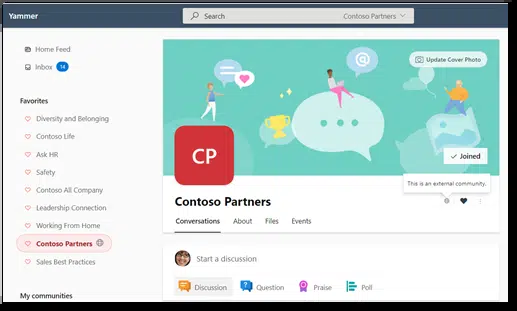 Yammer
Search
Contoso Partners
Home Feed
Inbox 14
Favorites
Diversity and Belonging
Contoso Life
Ask HR
Safety
Contoso All Company
Leadership Connection
Working From Home
Contoso Partners
Sales Best Practices
My communities
Update Cover Photo
CP
Joined
This is an external community.
Contoso Partners
Conversations About Files Events
Start a discussion
Discussion Question Praise Poll